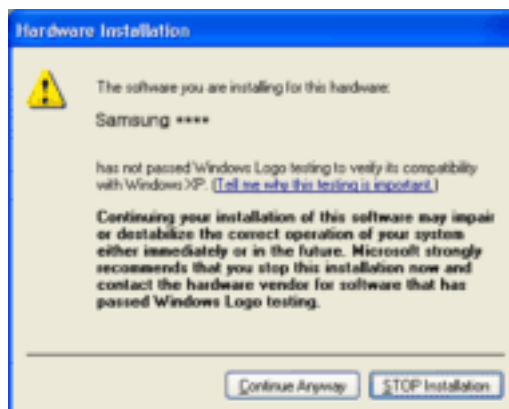 Hardware Installation
The software you are installing for this hardware:
Samsung ****
has not passed Windows Logo testing to verify its compatibility
with Windows XP. (Tell me why this testing is important.)
Continuing your installation of this software may impair
or destabilize the correct operation of your system
either immediately or in the future. Microsoft strongly
recommends that you stop this installation now and
contact the hardware vendor for software that has
passed Windows Logo testing.
Continue Anyway STOP Installation